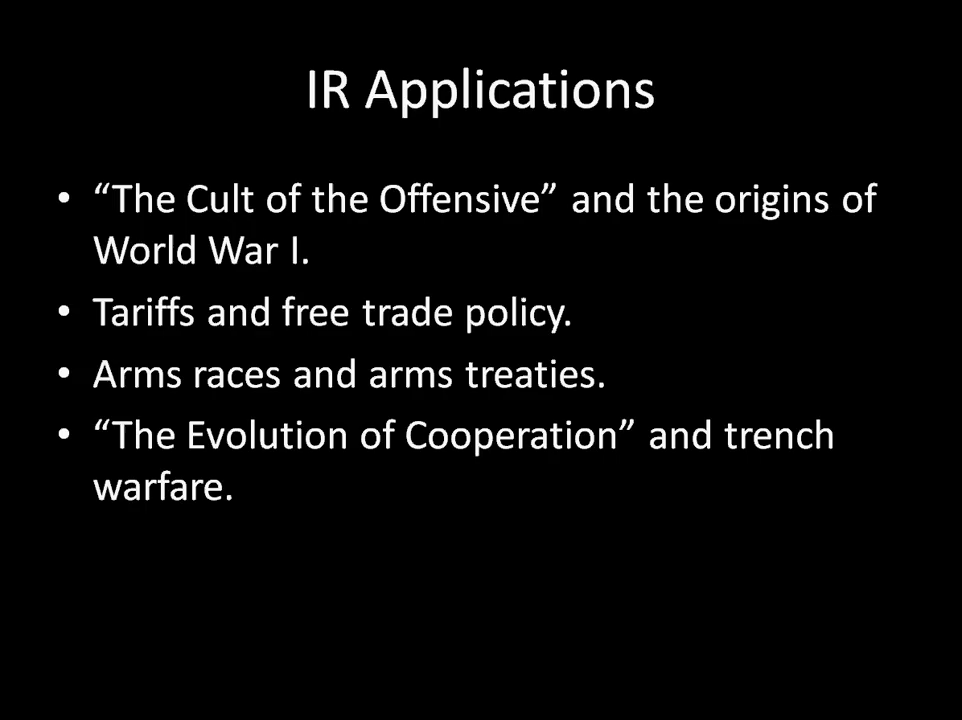 IR Applications
• “The Cult of the Offensive” and the origins of
World War I.
• Tariffs and free trade policy.
• Arms races and arms treaties.
• “The Evolution of Cooperation” and trench
warfare.